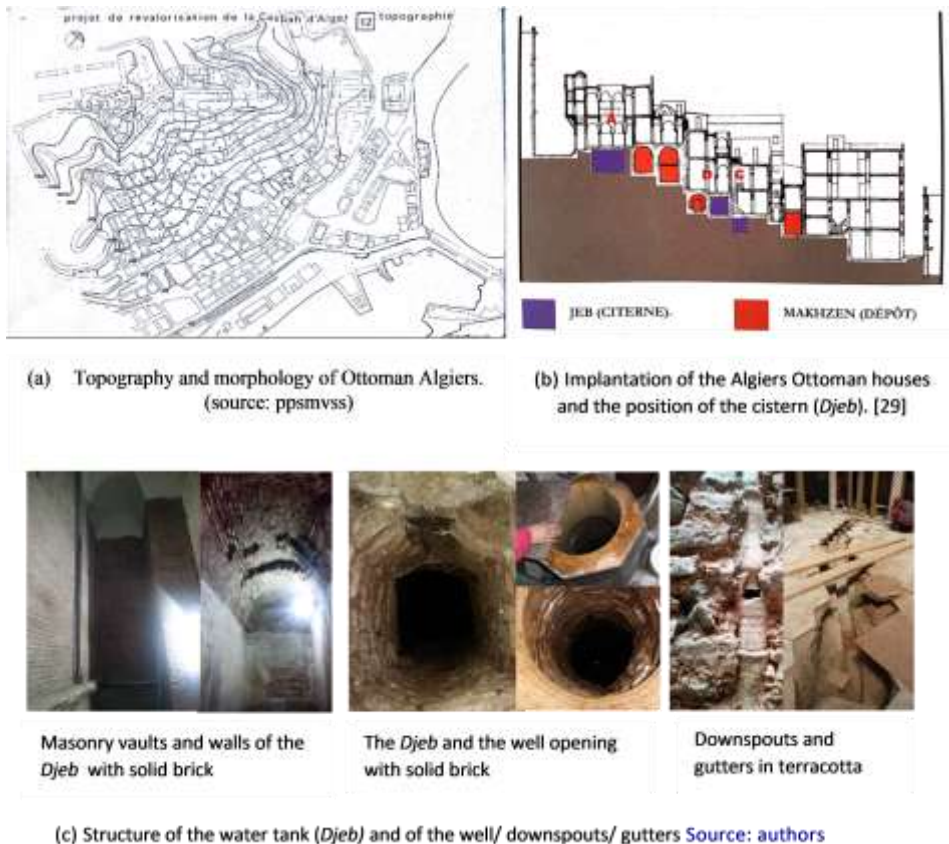 projet de revalorisation de la Casbah d'Alger 12 topographie
A
D
C
JEB (CITERNE).
MAKHZEN (DÉPÔT)
(a) Topography and morphology of Ottoman Algiers.
(source: ppsmvss)
(b) Implantation of the Algiers Ottoman houses
and the position of the cistern (Djeb). [29]
Masonry vaults and walls of the
Djeb with solid brick
The Djeb and the well opening
with solid brick
Downspouts and
gutters in terracotta
(c) Structure of the water tank (Djeb) and of the well/ downspouts/ gutters Source: authors